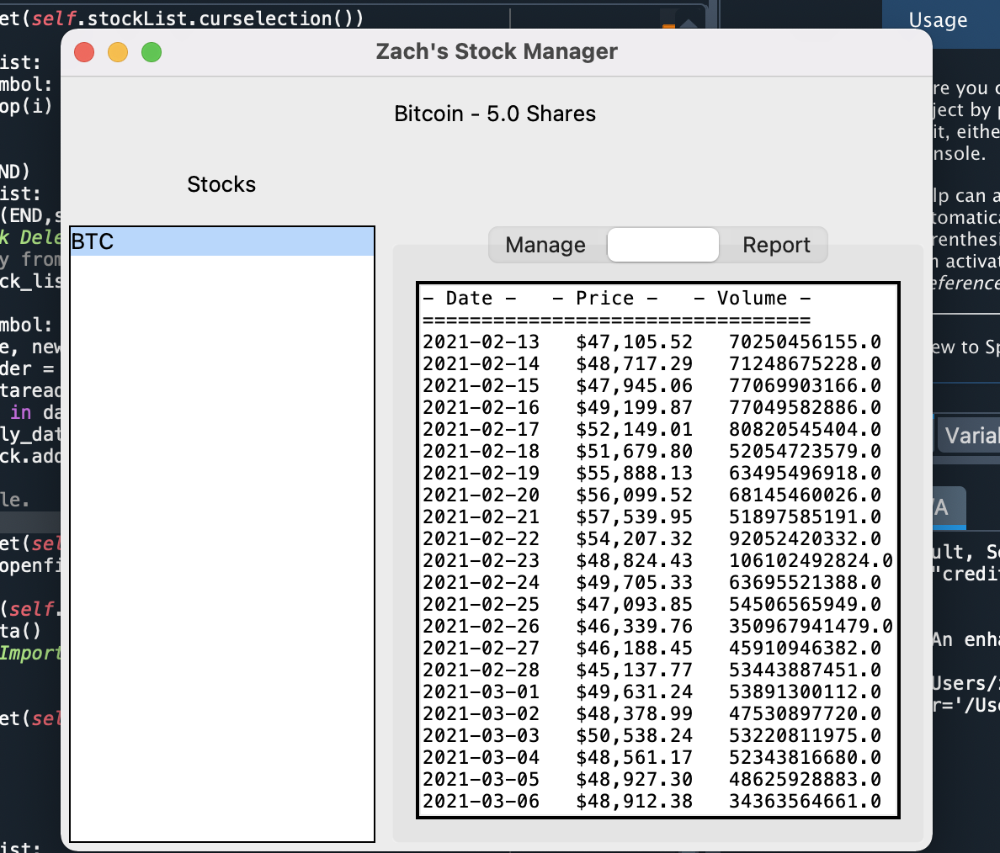 et(self.stockList.curselection())
Usage
Zach's Stock Manager
ist:
mbol:
op(i)
ND)
ist:
(END,s
k Dele
y from
ck_lis
mbol:
e, new
der =
taread
in da
ly_dat
ck.add
le.
et(sel
openfi
(self.
ta()
Import
et(sel
ist:
Bitcoin - 5.0 Shares
Stocks
BTC
Manage
Report
- Date -   - Price -   - Volume -
=================================
2021-02-13   $47,105.52   70250456155.0
2021-02-14   $48,717.29   71248675228.0
2021-02-15   $47,945.06   77069903166.0
2021-02-16   $49,199.87   77049582886.0
2021-02-17   $52,149.01   80820545404.0
2021-02-18   $51,679.80   52054723579.0
2021-02-19   $55,888.13   63495496918.0
2021-02-20   $56,099.52   68145460026.0
2021-02-21   $57,539.95   51897585191.0
2021-02-22   $54,207.32   92052420332.0
2021-02-23   $48,824.43   106102492824.0
2021-02-24   $49,705.33   63695521388.0
2021-02-25   $47,093.85   54506565949.0
2021-02-26   $46,339.76   350967941479.0
2021-02-27   $46,188.45   45910946382.0
2021-02-28   $45,137.77   53443887451.0
2021-03-01   $49,631.24   53891300112.0
2021-03-02   $48,378.99   47530897720.0
2021-03-03   $50,538.24   53220811975.0
2021-03-04   $48,561.17   52343816680.0
2021-03-05   $48,927.30   48625928883.0
2021-03-06   $48,912.38   34363564661.0
re you c
ject by p
it, eithe
nsole.
lp can a
tomatica
renthesi
n activat
eference
ew to Sp
Variab
/A
ult, Se
"credit
An enha
Users/z
r='/Use